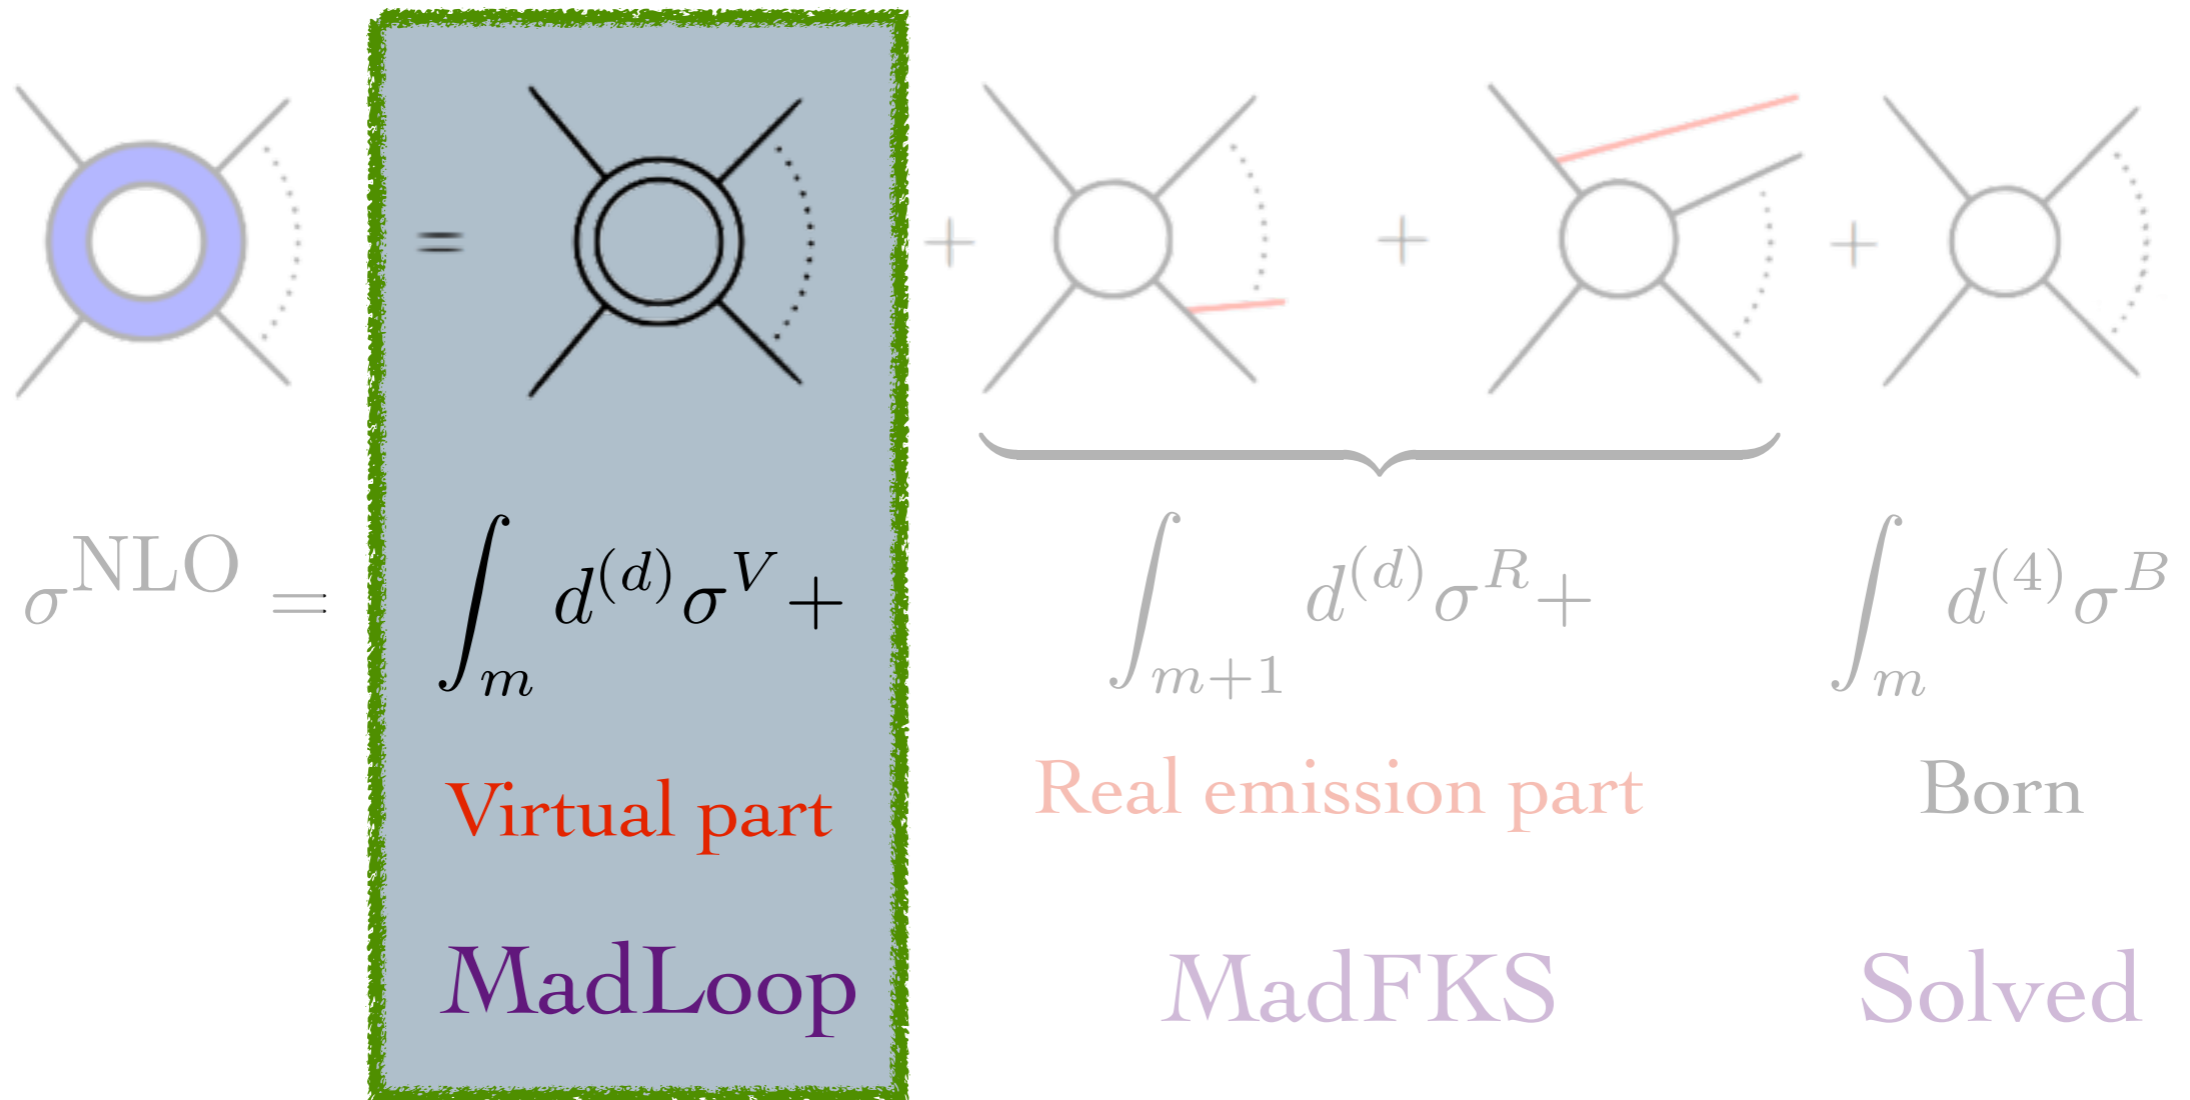 = + + +
σ^NLO = ∫_m d^(d) σ^V + ∫_{m+1} d^(d) σ^R + ∫_m d^(4) σ^B
Virtual part Real emission part Born
MadLoop MadFKS Solved